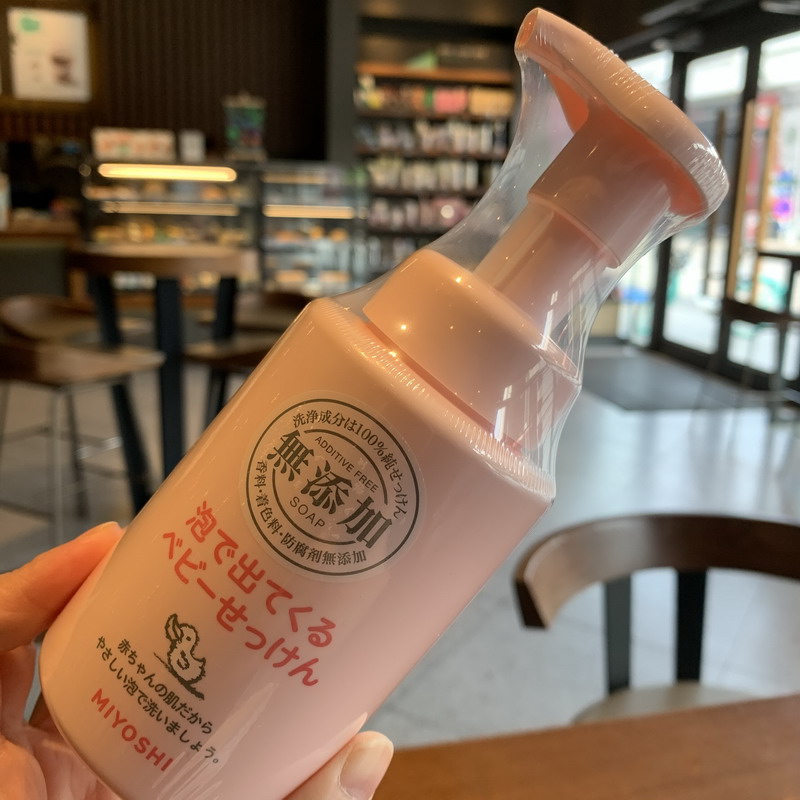 洗浄成分は100%純せっけん
ADDITIVE FREE
無添加
SOAP
香料・着色料・防腐剤無添加
泡で出てくる
ベビーせっけん
赤ちゃんの肌だから
やさしい泡で洗いましょう。
MIYOSHI